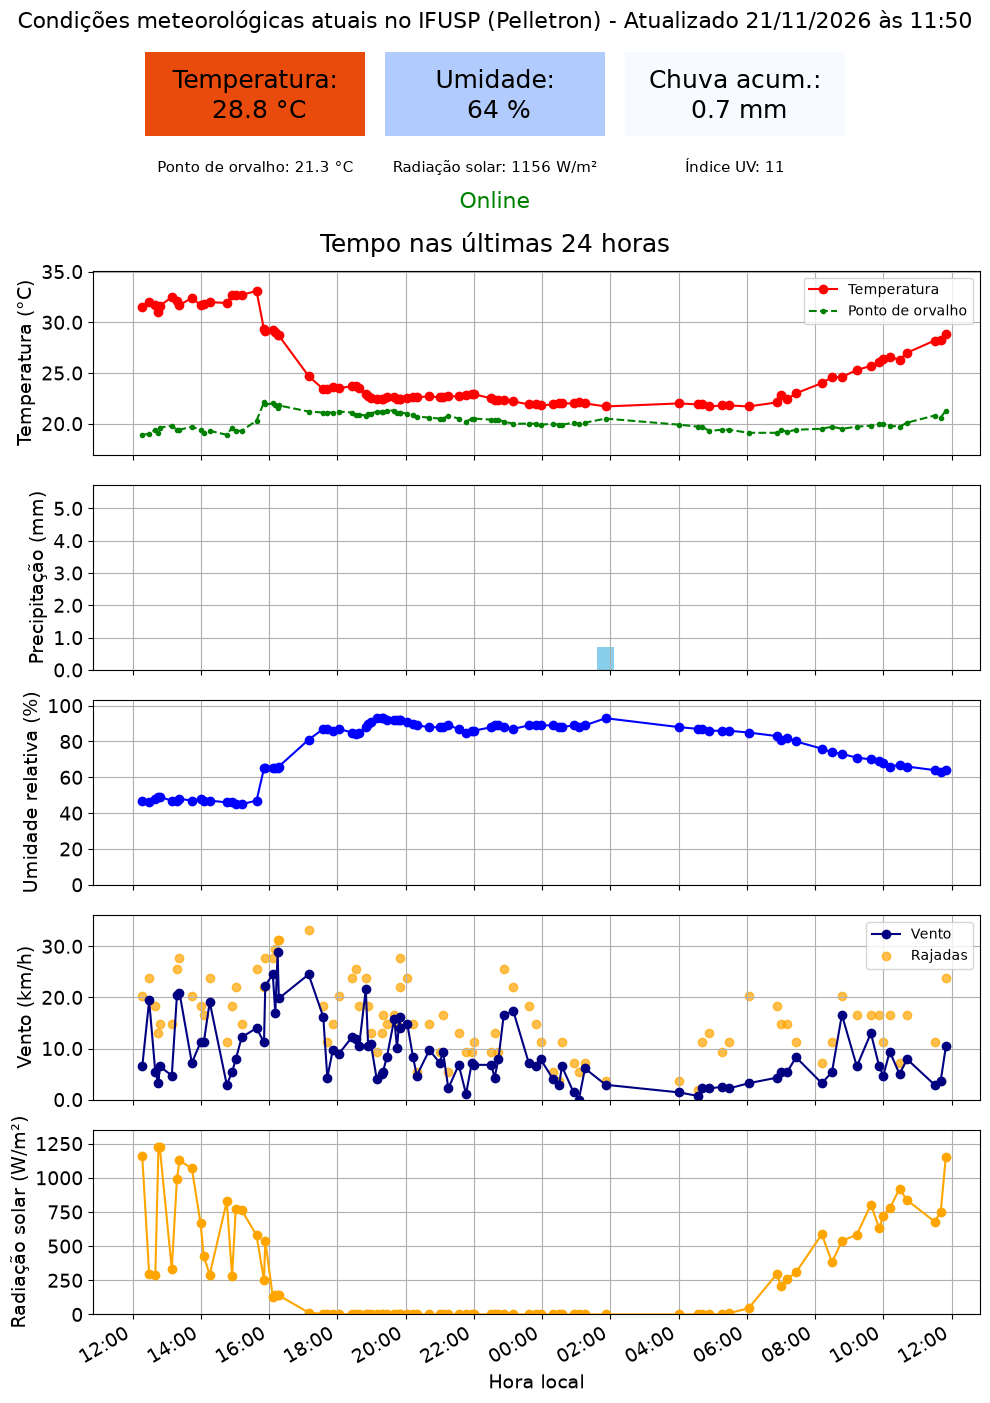 Condições meteorológicas atuais no IFUSP (Pelletron) - Atualizado 21/11/2026 às 11:50
Temperatura:
28.8 °C
Umidade:
64 %
Chuva acum.:
0.7 mm
Ponto de orvalho: 21.3 °C
Radiação solar: 1156 W/m²
Índice UV: 11
Online
Tempo nas últimas 24 horas
Temperatura (°C)
35.0
30.0
25.0
20.0
Temperatura
Ponto de orvalho
Precipitação (mm)
5.0
4.0
3.0
2.0
1.0
0.0
Umidade relativa (%)
100
80
60
40
20
0
Vento (km/h)
30.0
20.0
10.0
0.0
Vento
Rajadas
Radiação solar (W/m²)
1250
1000
750
500
250
0
12:00 14:00 16:00 18:00 20:00 22:00 00:00 02:00 04:00 06:00 08:00 10:00 12:00
Hora local